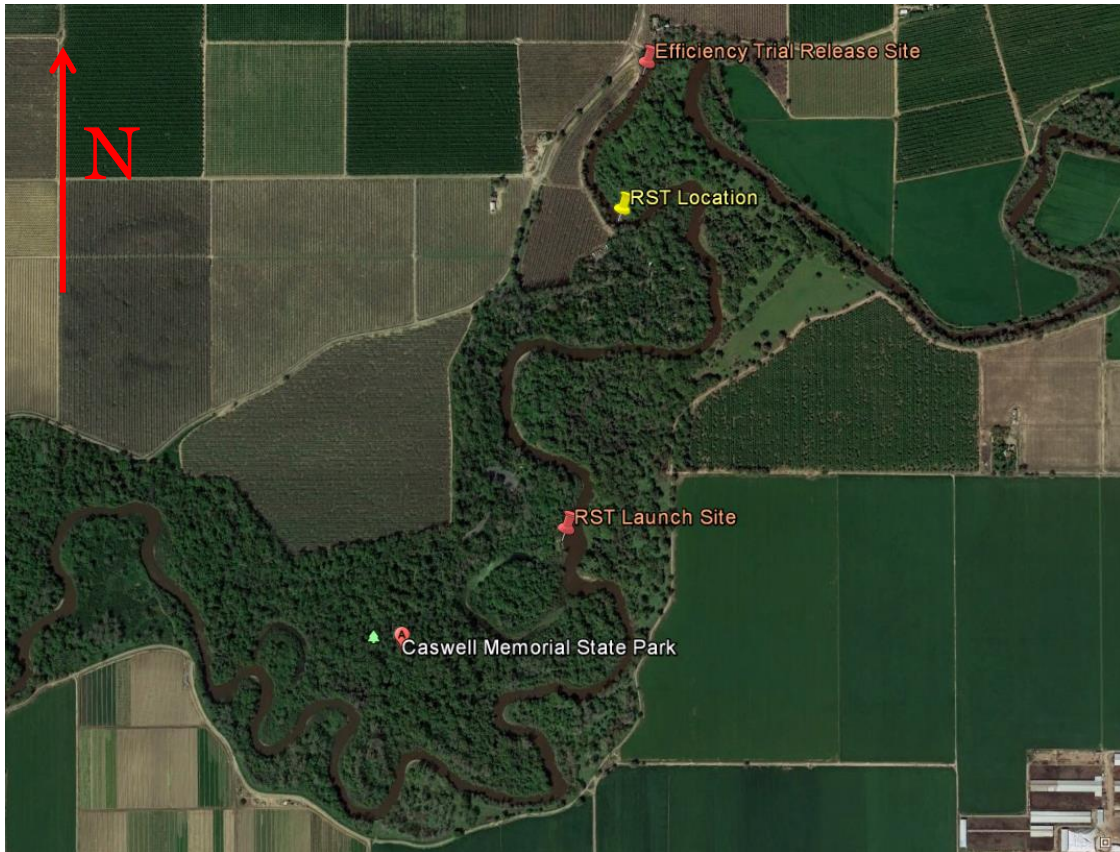 Efficiency Trial Release Site
N
RST Location
RST Launch Site
A
Caswell Memorial State Park